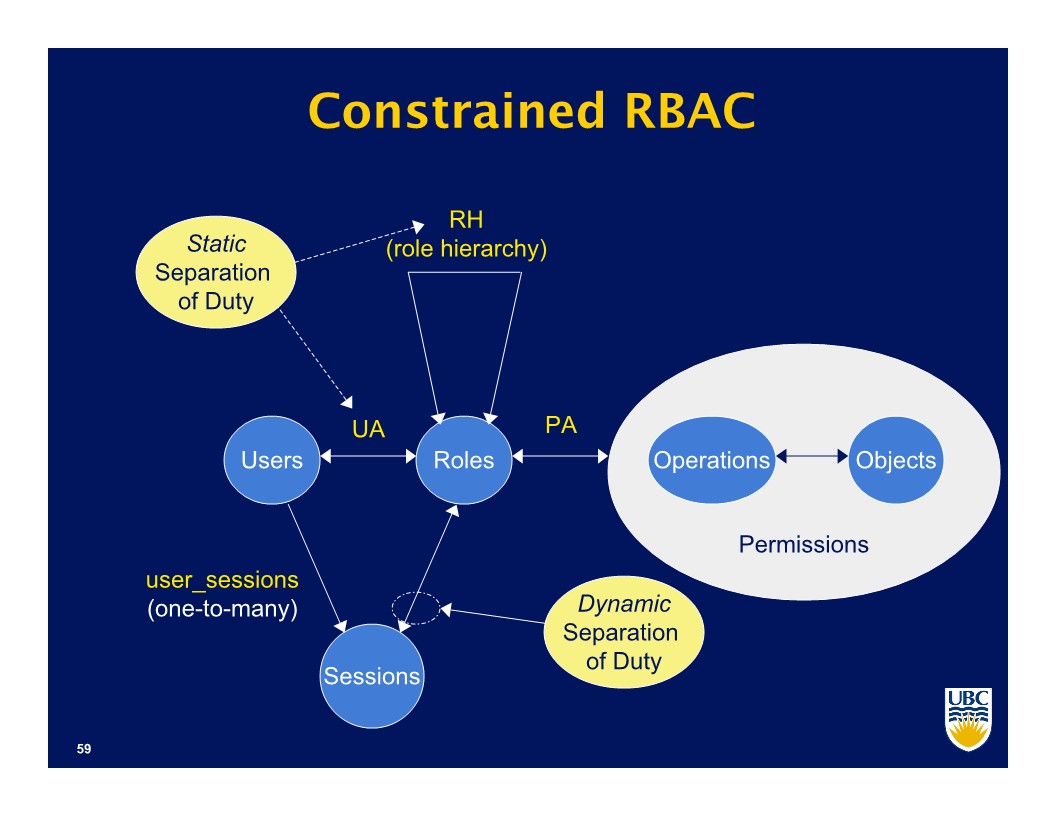 Constrained RBAC
RH
(role hierarchy)
Static
Separation
of Duty
UA
PA
Users
Roles
Operations
Objects
Permissions
user_sessions
(one-to-many)
Dynamic
Separation
of Duty
Sessions
UBC
59